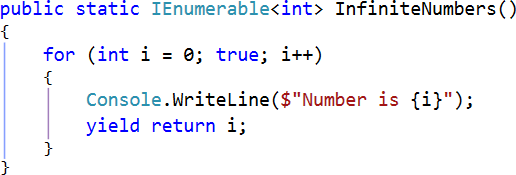 public static IEnumerable<int> InfiniteNumbers()
{
    for (int i = 0; true; i++)
    {
        Console.WriteLine($"Number is {i}");
        yield return i;
    }
}